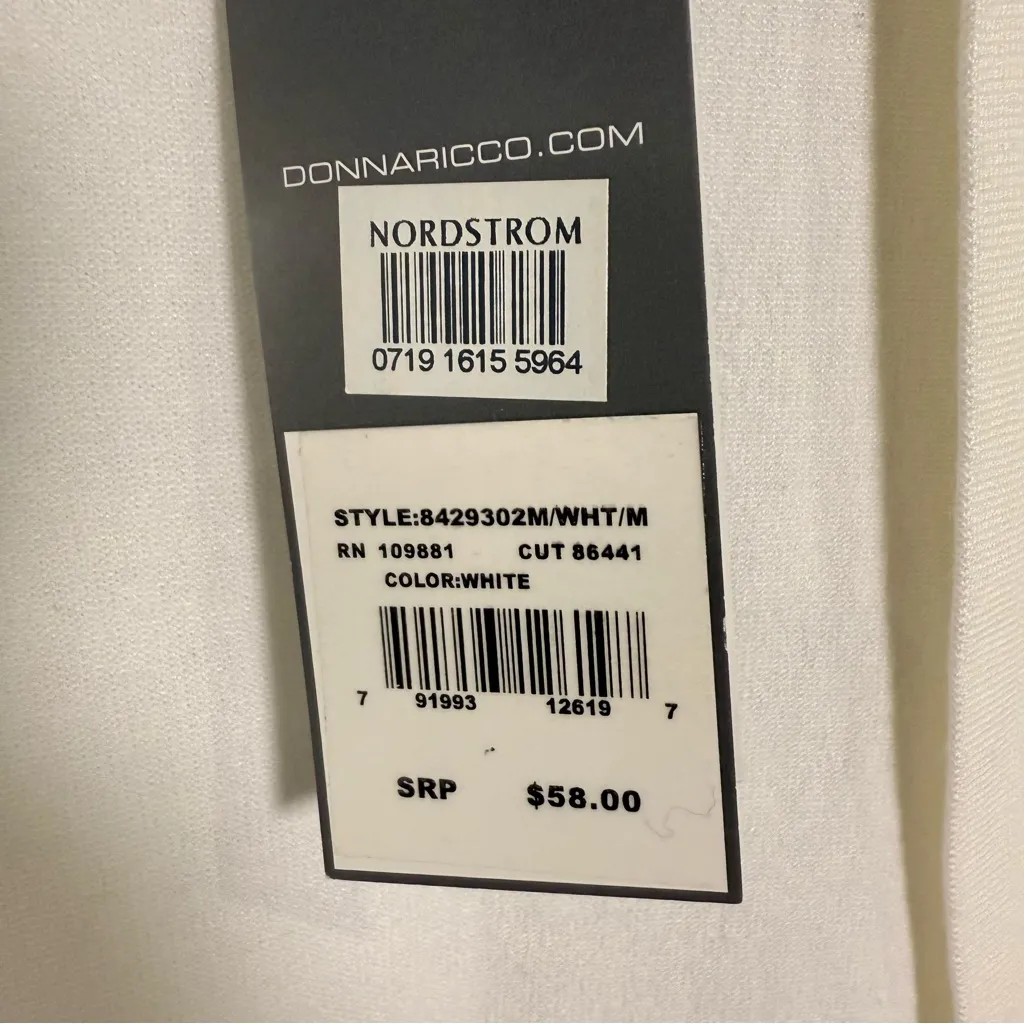 DONNARICCO.COM
NORDSTROM
0719 1615 5964
STYLE:8429302M/WHT/M
RN 109881 CUT 86441
COLOR:WHITE
7 91993 12619 7
SRP $58.00